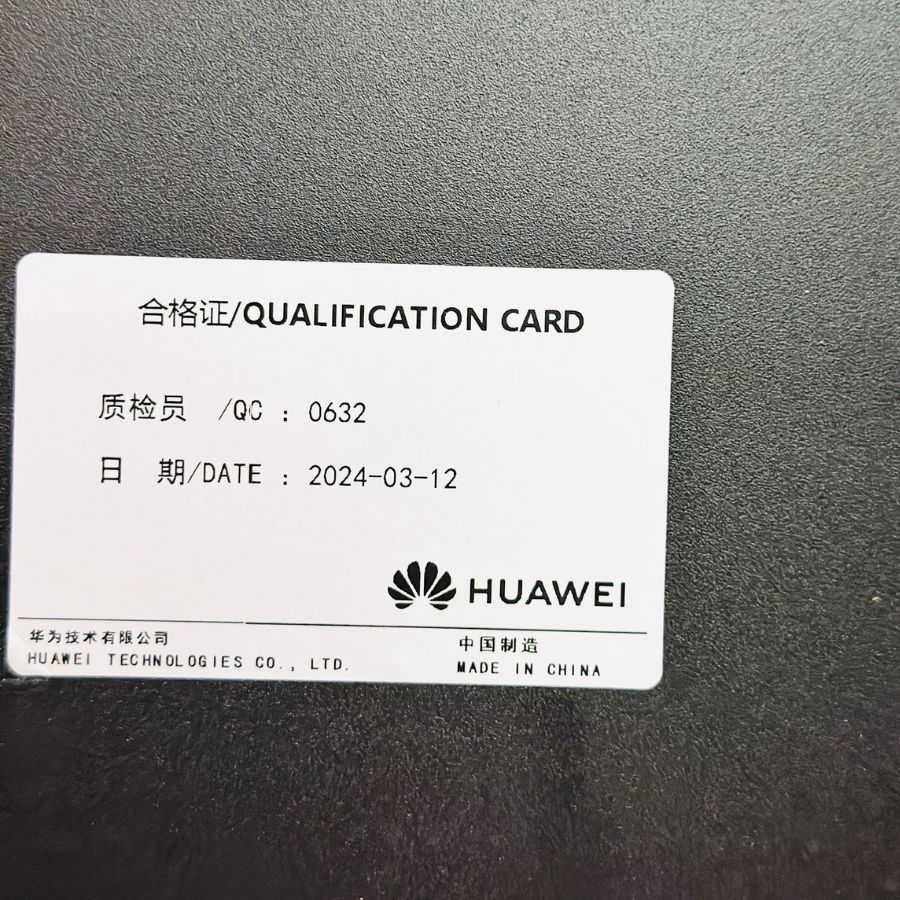 合格证/QUALIFICATION CARD
质检员 /QC : 0632
日 期/DATE : 2024-03-12
HUAWEI
华为技术有限公司
HUAWEI TECHNOLOGIES CO., LTD.
中国制造
MADE IN CHINA